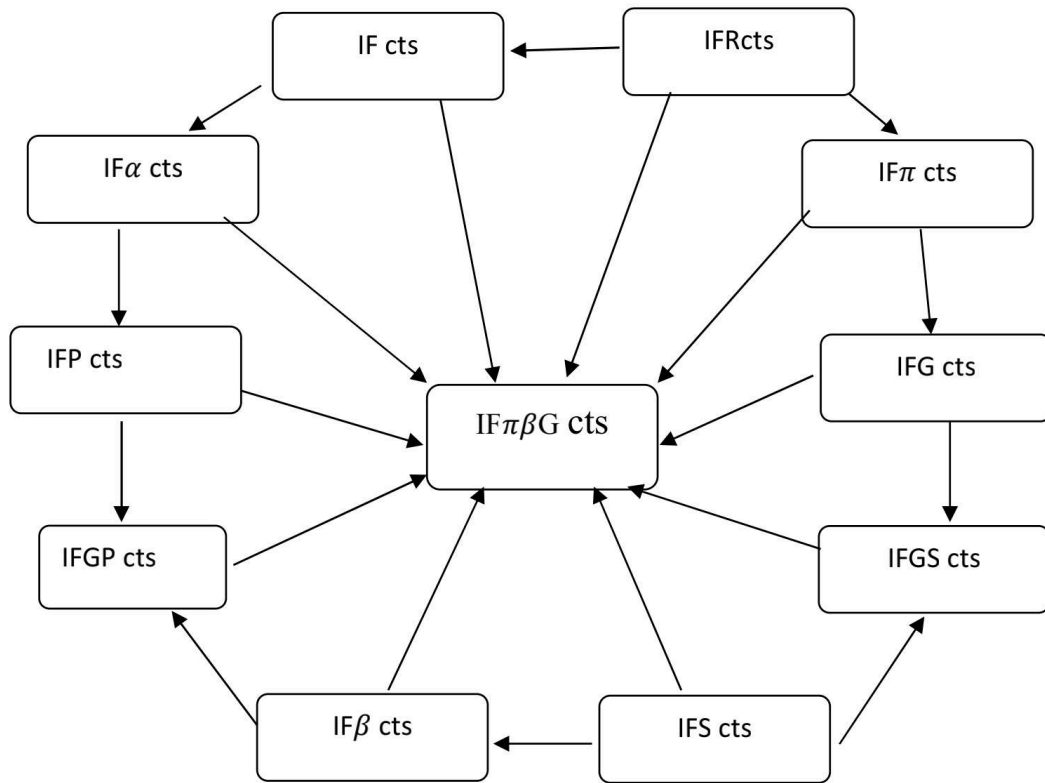 IF cts
IFRcts
IF𝛼 cts
IF𝜋 cts
IFP cts
IFG cts
IF𝜋𝛽G cts
IFGP cts
IFGS cts
IF𝛽 cts
IFS cts